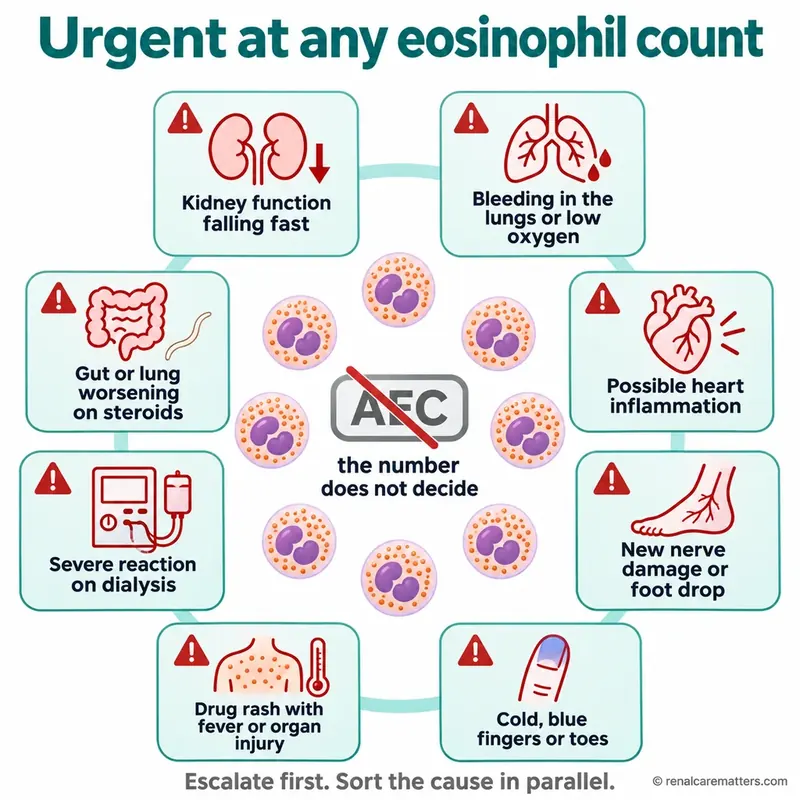 Urgent at any eosinophil count
Kidney function
falling fast
Bleeding in the
lungs or low
oxygen
Gut or lung
worsening
on steroids
Possible heart
inflammation
AEC
the number
does not decide
Severe reaction
on dialysis
New nerve
damage or
foot drop
Drug rash with
fever or organ
injury
Cold, blue
fingers or toes
Escalate first. Sort the cause in parallel.
© renalcarematters.com